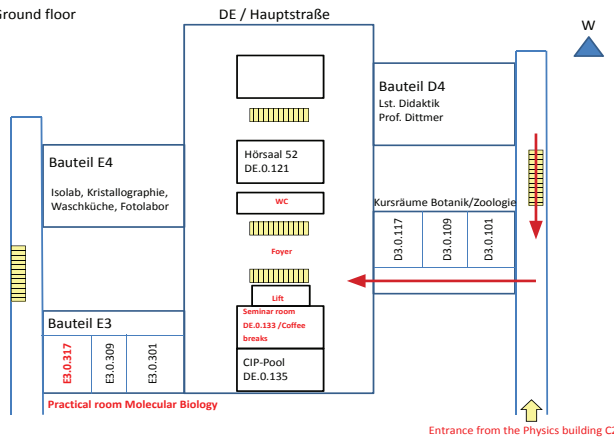 Ground floor
DE / Hauptstraße
W
Bauteil D4
Lst. Didaktik
Prof. Dittmer
Bauteil E4
Isolab, Kristallographie,
Waschküche, Fotolabor
Hörsaal 52
DE.0.121
WC
Kursräume Botanik/Zoologie
D3.0.117
D3.0.109
D3.0.101
Foyer
Lift
Seminar room
DE.0.133 /Coffee
breaks
CIP-Pool
DE.0.135
Bauteil E3
E3.0.317
E3.0.309
E3.0.301
Practical room Molecular Biology
Entrance from the Physics building